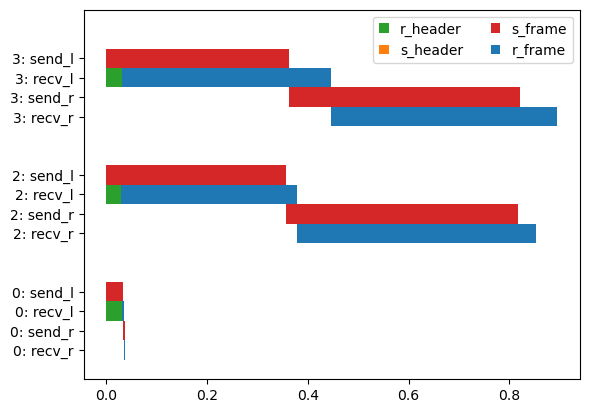 r_header s_frame
s_header r_frame
3: send_l
3: recv_l
3: send_r
3: recv_r
2: send_l
2: recv_l
2: send_r
2: recv_r
0: send_l
0: recv_l
0: send_r
0: recv_r
0.0 0.2 0.4 0.6 0.8